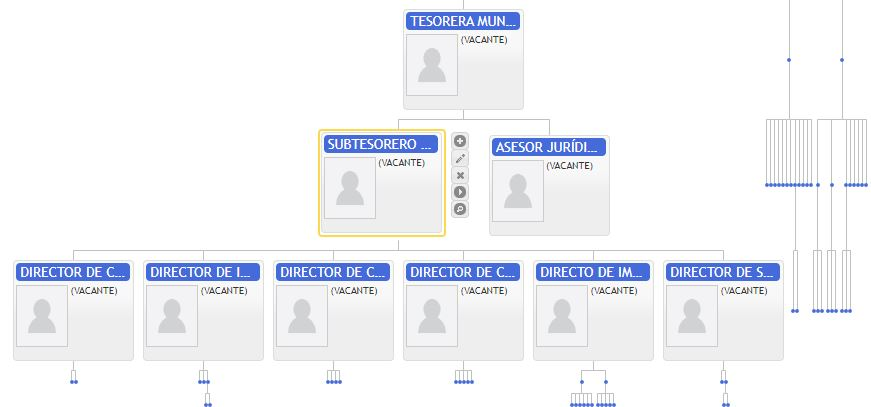 TESORERA MUN...
(VACANTE)
SUBTESORERO ...
(VACANTE)
ASESOR JURÍDI...
(VACANTE)
DIRECTOR DE C...
(VACANTE)
DIRECTOR DE I...
(VACANTE)
DIRECTOR DE C...
(VACANTE)
DIRECTOR DE C...
(VACANTE)
DIRECTO DE IM...
(VACANTE)
DIRECTOR DE S...
(VACANTE)